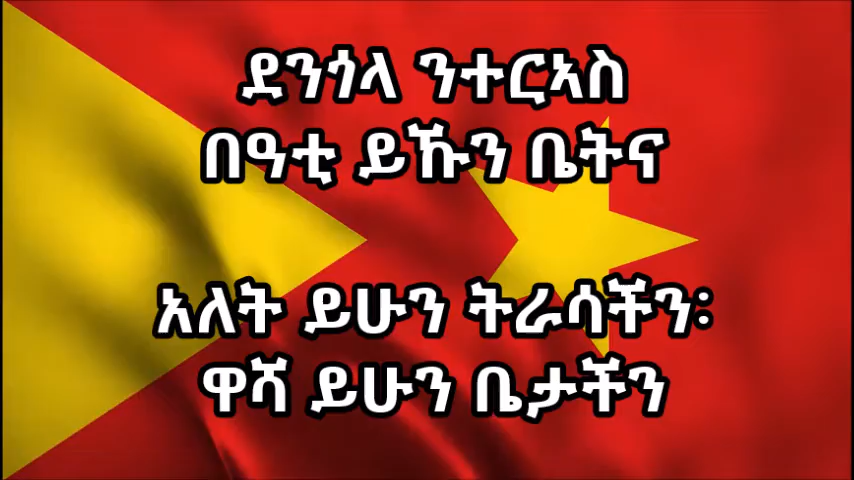 ደንጎላ ንተርኣስ
በዓቲ ይኹን ቤትና
አለት ይሁን ትራሳችን፡
ዋሻ ይሁን ቤታችን